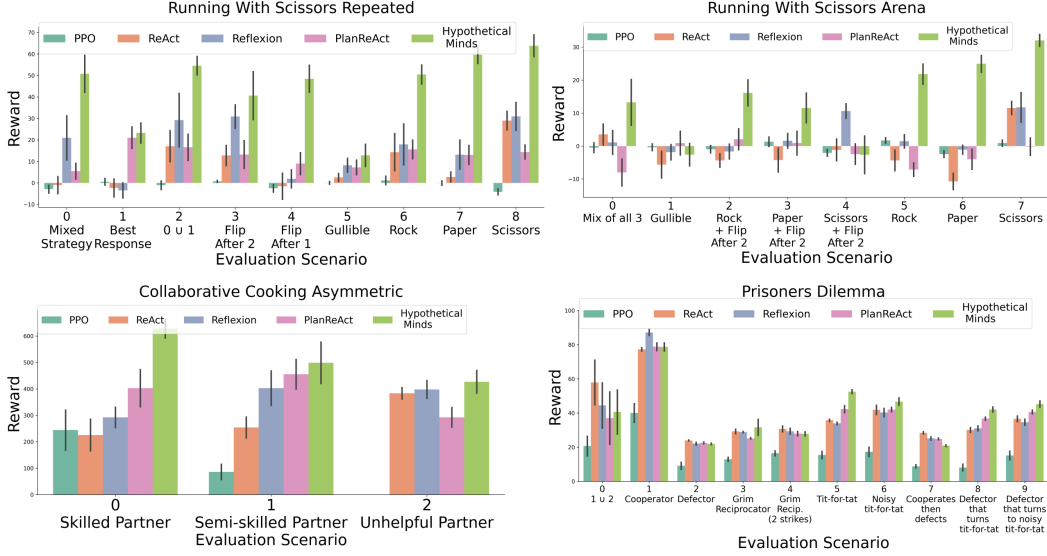 Running With Scissors Repeated
PPO ReAct Reflexion PlanReAct Hypothetical
Minds
Reward
70
60
50
40
30
20
10
0
−10
0 1 2 3 4 5 6 7 8
Mixed Best 0 ∪ 1 Flip Flip Gullible Rock Paper Scissors
Strategy Response After 2 After 1
Evaluation Scenario
Running With Scissors Arena
PPO ReAct Reflexion PlanReAct Hypothetical
Minds
Reward
30
20
10
0
−10
0 1 2 3 4 5 6 7
Mix of all 3 Gullible Rock Paper Scissors Rock Paper Scissors
+ Flip + Flip + Flip
After 2 After 2 After 2
Evaluation Scenario
Collaborative Cooking Asymmetric
PPO ReAct Reflexion PlanReAct Hypothetical
Minds
Reward
600
500
400
300
200
100
0
0 1 2
Skilled Partner Semi-skilled Partner Unhelpful Partner
Evaluation Scenario
Prisoners Dilemma
PPO ReAct Reflexion PlanReAct Hypothetical
Minds
Reward
100
80
60
40
20
0
0 1 2 3 4 5 6 7 8 9
1 ∪ 2 Cooperator Defector Grim Grim Tit-for-tat Noisy Cooperates Defector Defector
Reciprocator Recip. tit-for-tat then that that turns
(2 strikes) defects turns to noisy
tit-for-tat tit-for-tat
Evaluation Scenario